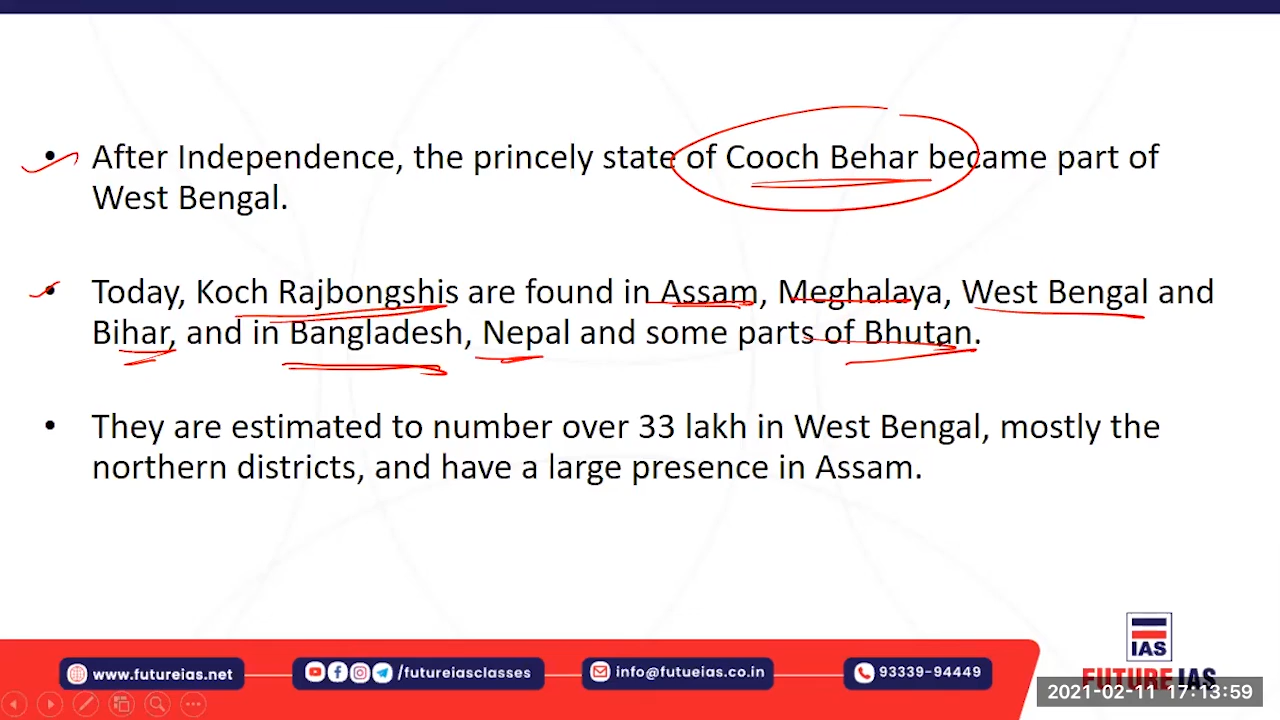 • After Independence, the princely state of Cooch Behar became part of
West Bengal.
• Today, Koch Rajbongshis are found in Assam, Meghalaya, West Bengal and
Bihar, and in Bangladesh, Nepal and some parts of Bhutan.
• They are estimated to number over 33 lakh in West Bengal, mostly the
northern districts, and have a large presence in Assam.
IAS
FUTURE IAS
www.futureias.net
/futureiasclasses
info@futueias.co.in
93339-94449
2021-02-11 17:13:59